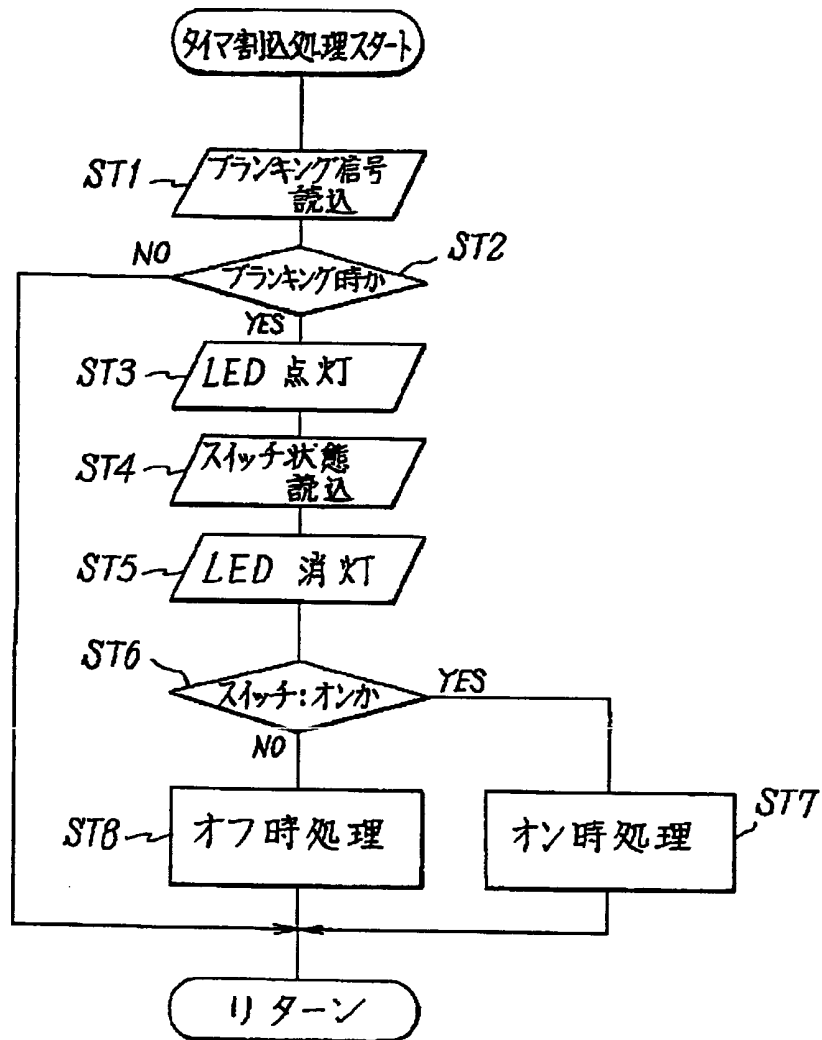 タイマ割込処理スタート
ST1
ブランキング信号
読込
NO
ブランキング時か
ST2
YES
ST3
LED 点灯
ST4
スイッチ状態
読込
ST5
LED 消灯
ST6
スイッチ:オンか
YES
NO
ST8
オフ時処理
オン時処理
ST7
リターン